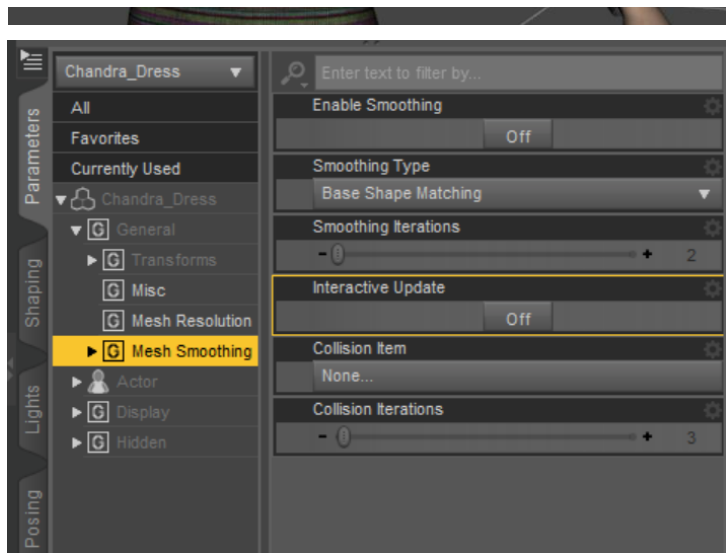 Parameters
Shaping
Lights
Posing
Chandra_Dress
All
Favorites
Currently Used
Chandra_Dress
G General
G Transforms
G Misc
G Mesh Resolution
G Mesh Smoothing
Actor
G Display
G Hidden
Enter text to filter by...
Enable Smoothing
Off
Smoothing Type
Base Shape Matching
Smoothing Iterations
- + 2
Interactive Update
Off
Collision Item
None...
Collision Iterations
- + 3